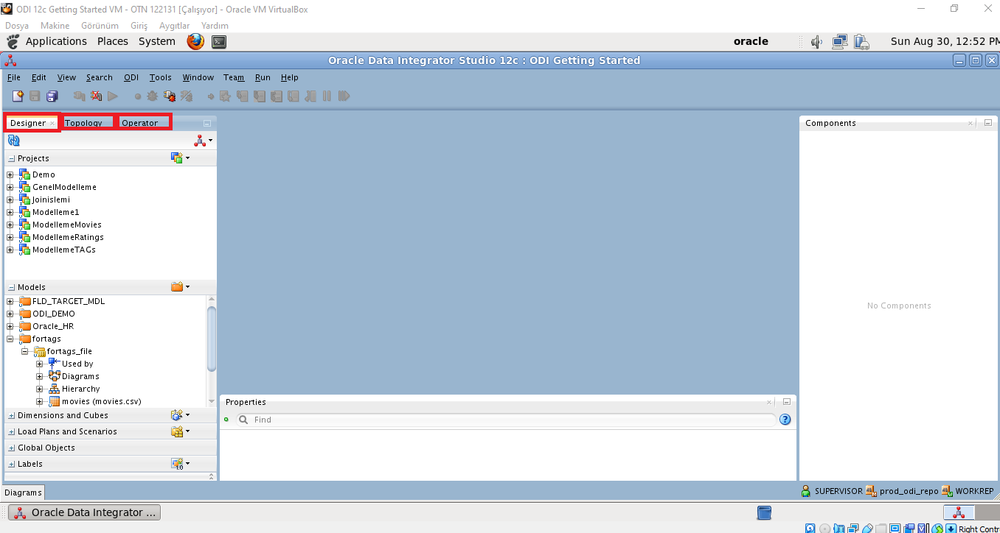 ODI 12c Getting Started VM - OTN 122131 [Çalışıyor] - Oracle VM VirtualBox
Dosya Makine Görünüm Giriş Aygıtlar Yardım
Applications Places System oracle Sun Aug 30, 12:52 PM
Oracle Data Integrator Studio 12c : ODI Getting Started
File Edit View Search ODI Tools Window Team Run Help
Designer Topology Operator Components
Projects
Demo
GenelModelleme
Joinislemi
Modelleme1
ModellemeMovies
ModellemeRatings
ModellemeTAGs
Models
FLD_TARGET_MDL
ODI_DEMO
Oracle_HR
fortags
fortags_file
Used by
Diagrams
Hierarchy
movies (movies.csv)
Dimensions and Cubes
Load Plans and Scenarios
Global Objects
Labels
No Components
Properties
Find
Diagrams
SUPERVISOR prod_odi_repo WORKREP
Oracle Data Integrator ...
Right Contr